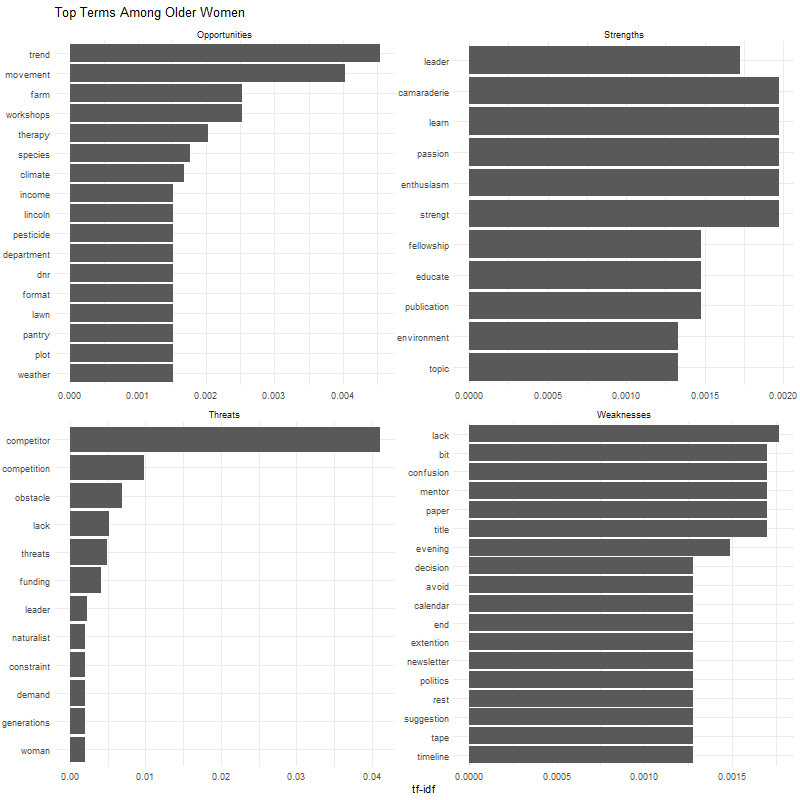 Top Terms Among Older Women
Opportunities
trend
movement
farm
workshops
therapy
species
climate
income
lincoln
pesticide
department
dnr
format
lawn
pantry
plot
weather
0.000 0.001 0.002 0.003 0.004
Strengths
leader
camaraderie
learn
passion
enthusiasm
strengt
fellowship
educate
publication
environment
topic
0.0000 0.0005 0.0010 0.0015 0.0020
Threats
competitor
competition
obstacle
lack
threats
funding
leader
naturalist
constraint
demand
generations
woman
0.00 0.01 0.02 0.03 0.04
Weaknesses
lack
bit
confusion
mentor
paper
title
evening
decision
avoid
calendar
end
extention
newsletter
politics
rest
suggestion
tape
timeline
0.0000 0.0005 0.0010 0.0015
tf-idf